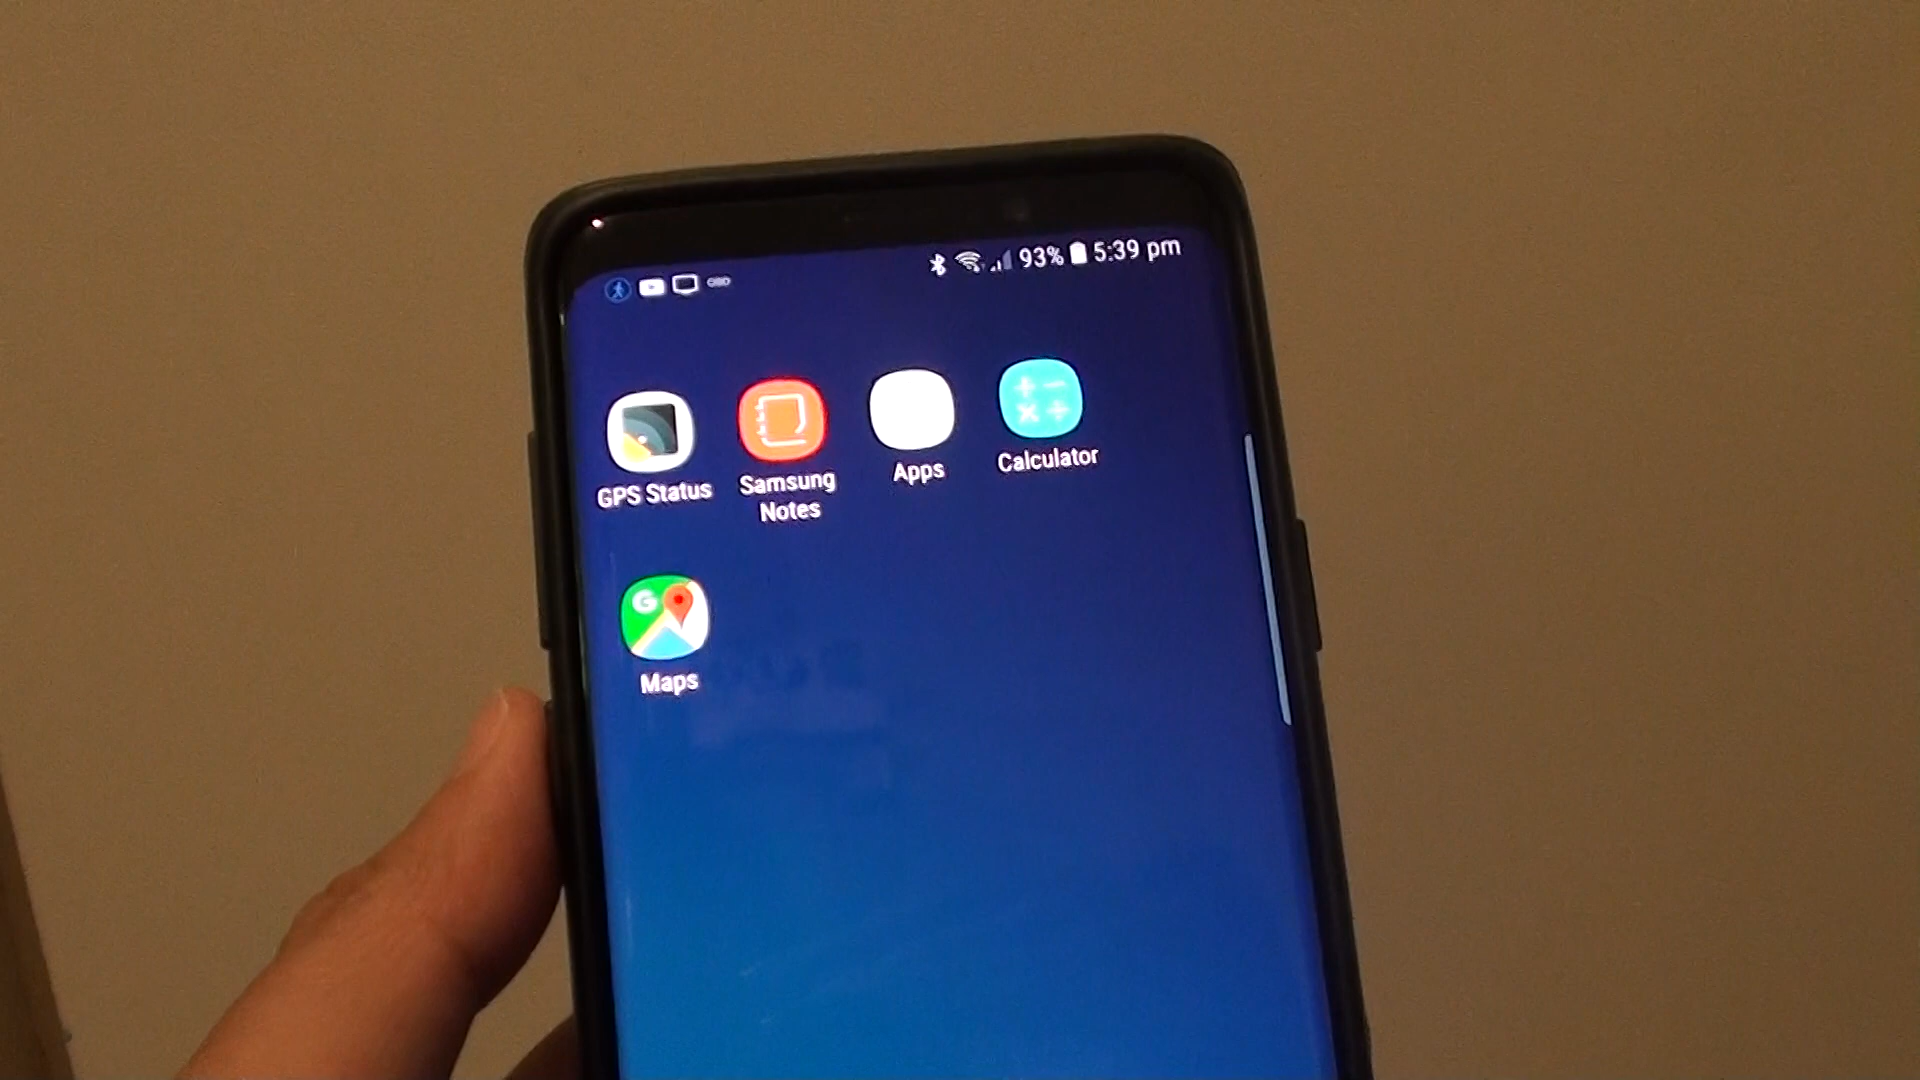 93% 5:39 pm
GPS Status
Samsung
Notes
Apps
Calculator
G
Maps